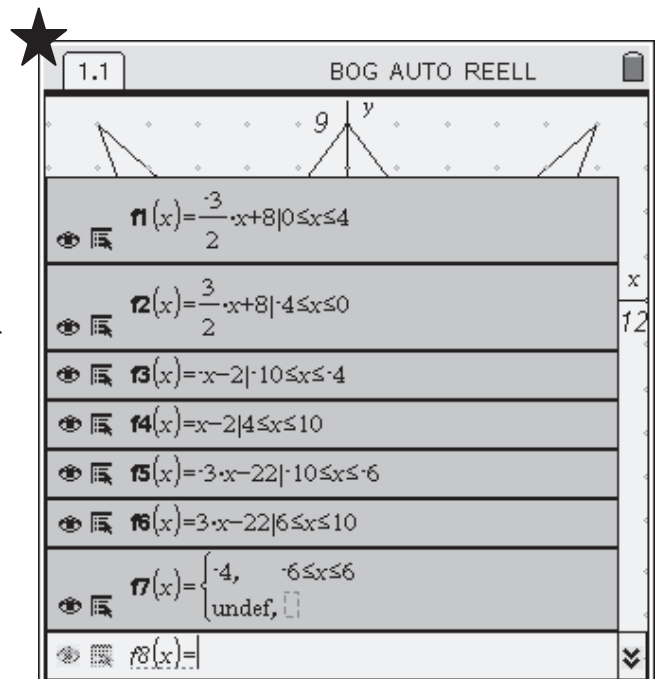 1.1 BOG AUTO REELL
9 y
f1(x)=-3/2·x+8|0≤x≤4
x
f2(x)=3/2·x+8|-4≤x≤0
12
f3(x)=-x-2|-10≤x≤-4
f4(x)=x-2|4≤x≤10
f5(x)=-3·x-22|-10≤x≤-6
f6(x)=3·x-22|6≤x≤10
f7(x)={-4, -6≤x≤6
undef,
f8(x)=